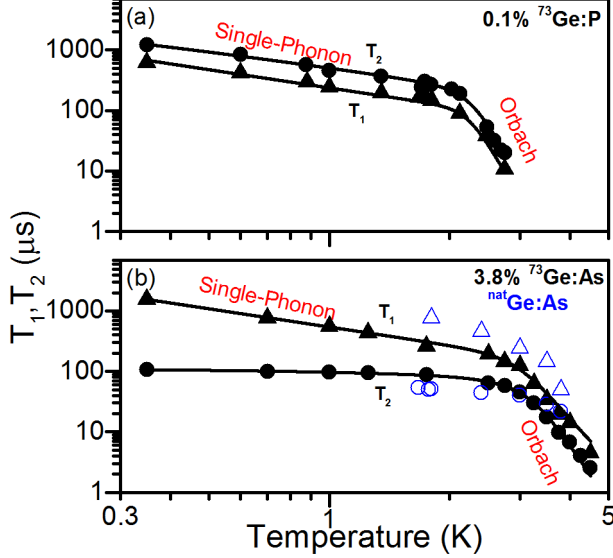 (a)
0.1% ⁷³Ge:P
Single-Phonon
T₂
T₁
Orbach
1000
100
10
1
T₁, T₂ (μs)
(b)
3.8% ⁷³Ge:As
ⁿᵃᵗGe:As
Single-Phonon
T₁
T₂
Orbach
1000
100
10
1
0.3
1
5
Temperature (K)